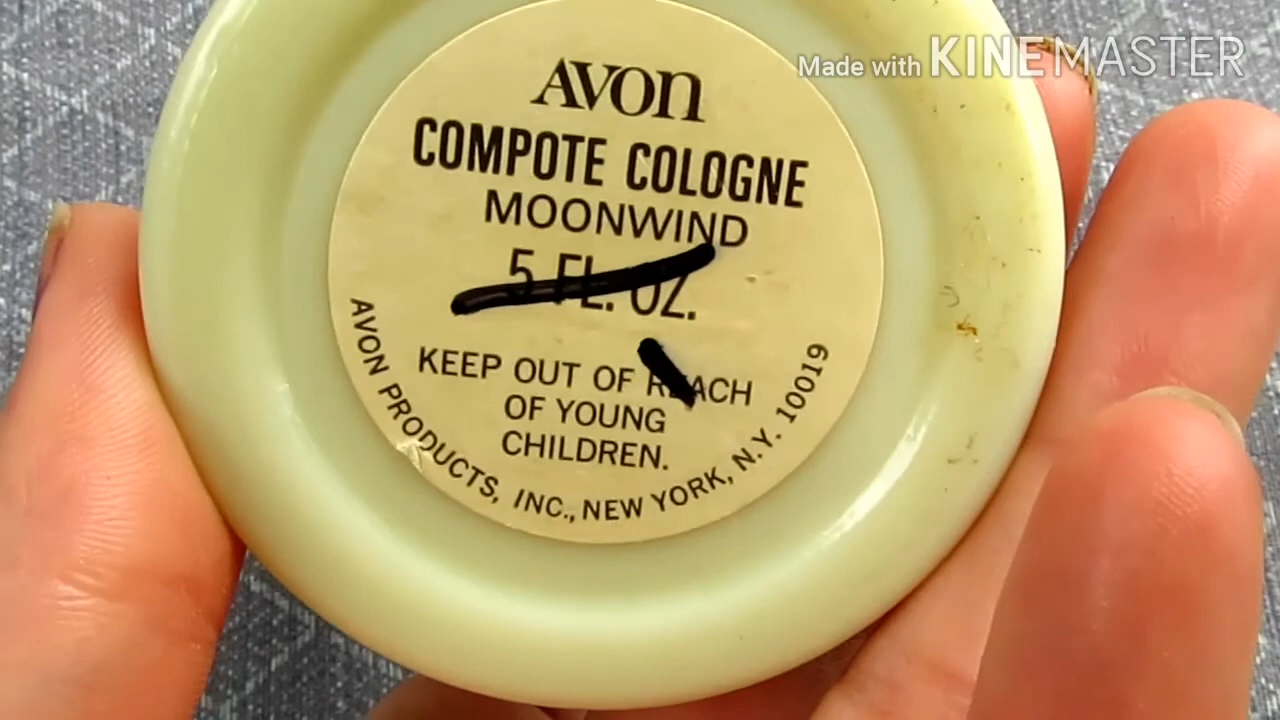 Made with KINEMASTER
AVON
COMPOTE COLOGNE
MOONWIND
5 FL. OZ.
KEEP OUT OF REACH
OF YOUNG
CHILDREN.
AVON PRODUCTS, INC., NEW YORK, N.Y. 10019